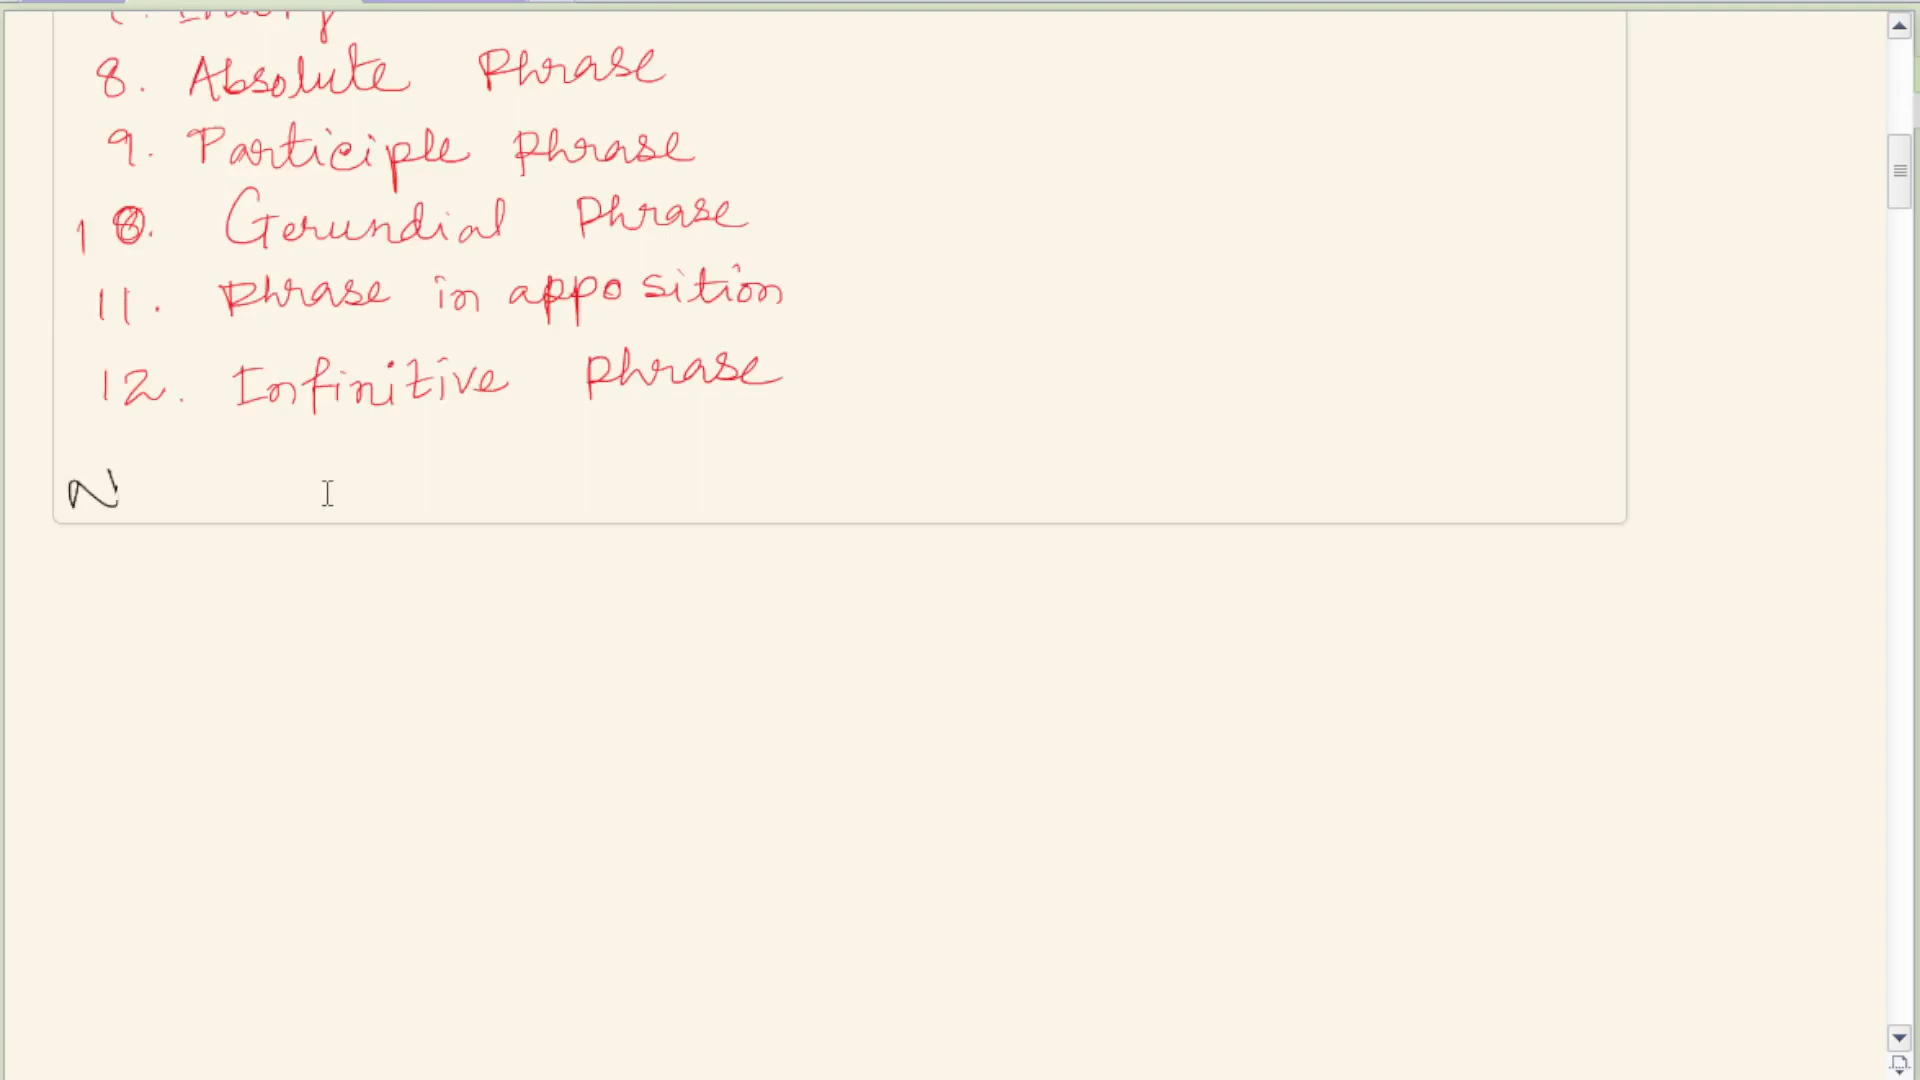 8. Absolute Phrase
9. Participle phrase
10. Gerundial Phrase
11. Phrase in apposition
12. Infinitive phrase
N